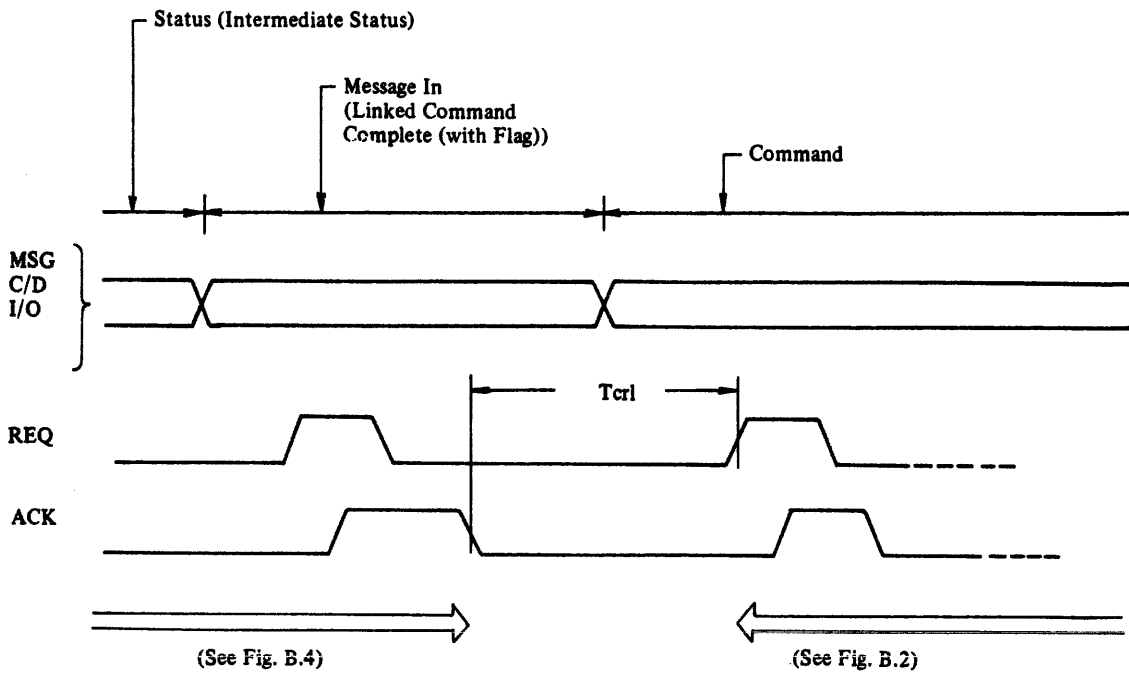 Status (Intermediate Status)
Message In
(Linked Command
Complete (with Flag))
Command
MSG
C/D
I/O
Tcrl
REQ
ACK
(See Fig. B.4)
(See Fig. B.2)